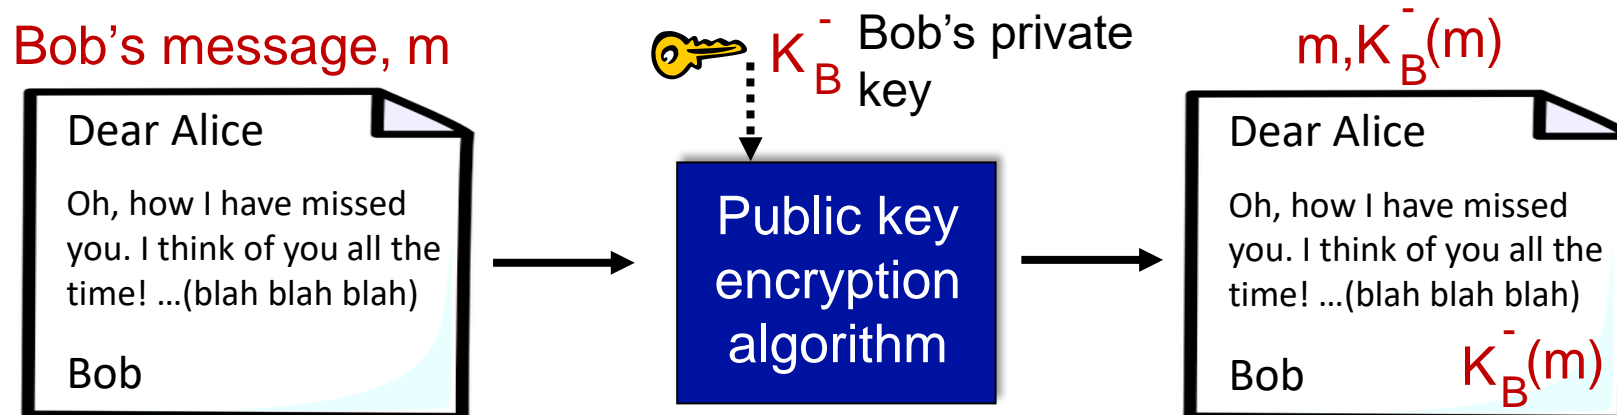 Bob’s message, m
Dear Alice
Oh, how I have missed
you. I think of you all the
time! ...(blah blah blah)
Bob
K
-
B
Bob’s private
key
Public key
encryption
algorithm
m,K
-
B
(m)
Dear Alice
Oh, how I have missed
you. I think of you all the
time! ...(blah blah blah)
Bob
K
-
B
(m)